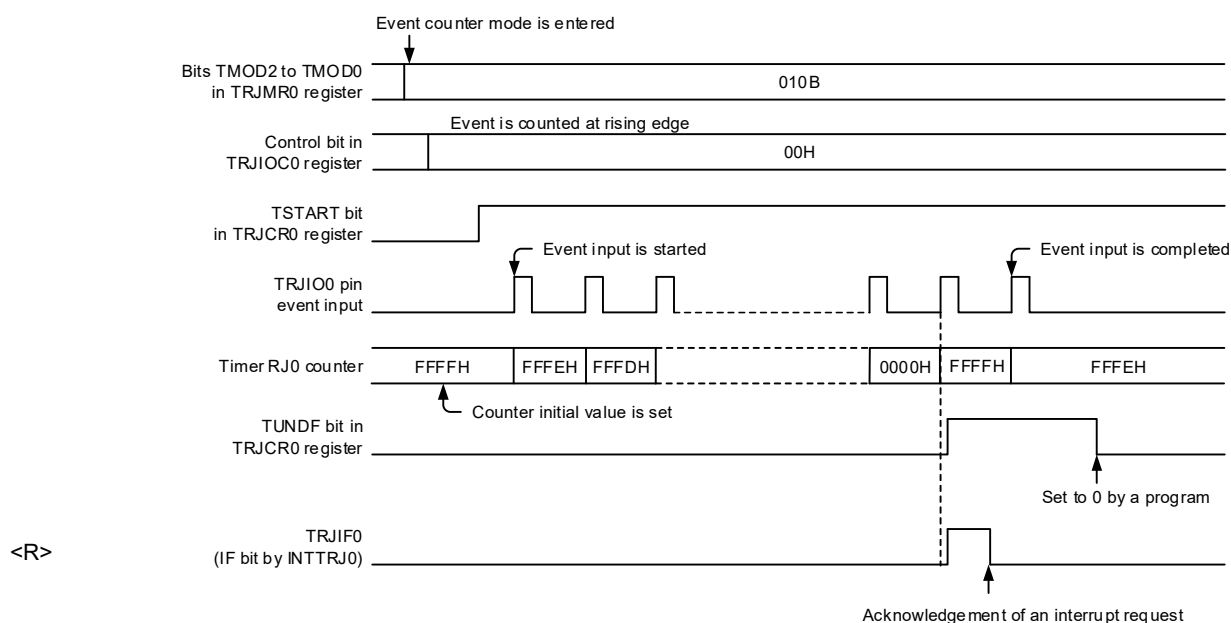 Event counter mode is entered
Bits TMOD2 to TMOD0
in TRJMR0 register
010B
Event is counted at rising edge
Control bit in
TRJIOC0 register
00H
TSTART bit
in TRJCR0 register
Event input is started
Event input is completed
TRJIO0 pin
event input
Timer RJ0 counter
FFFFH
FFFEH
FFFDH
0000H
FFFFH
FFFEH
Counter initial value is set
TUNDF bit in
TRJCR0 register
Set to 0 by a program
<R>
TRJIF0
(IF bit by INTTRJ0)
Acknowledgement of an interrupt request